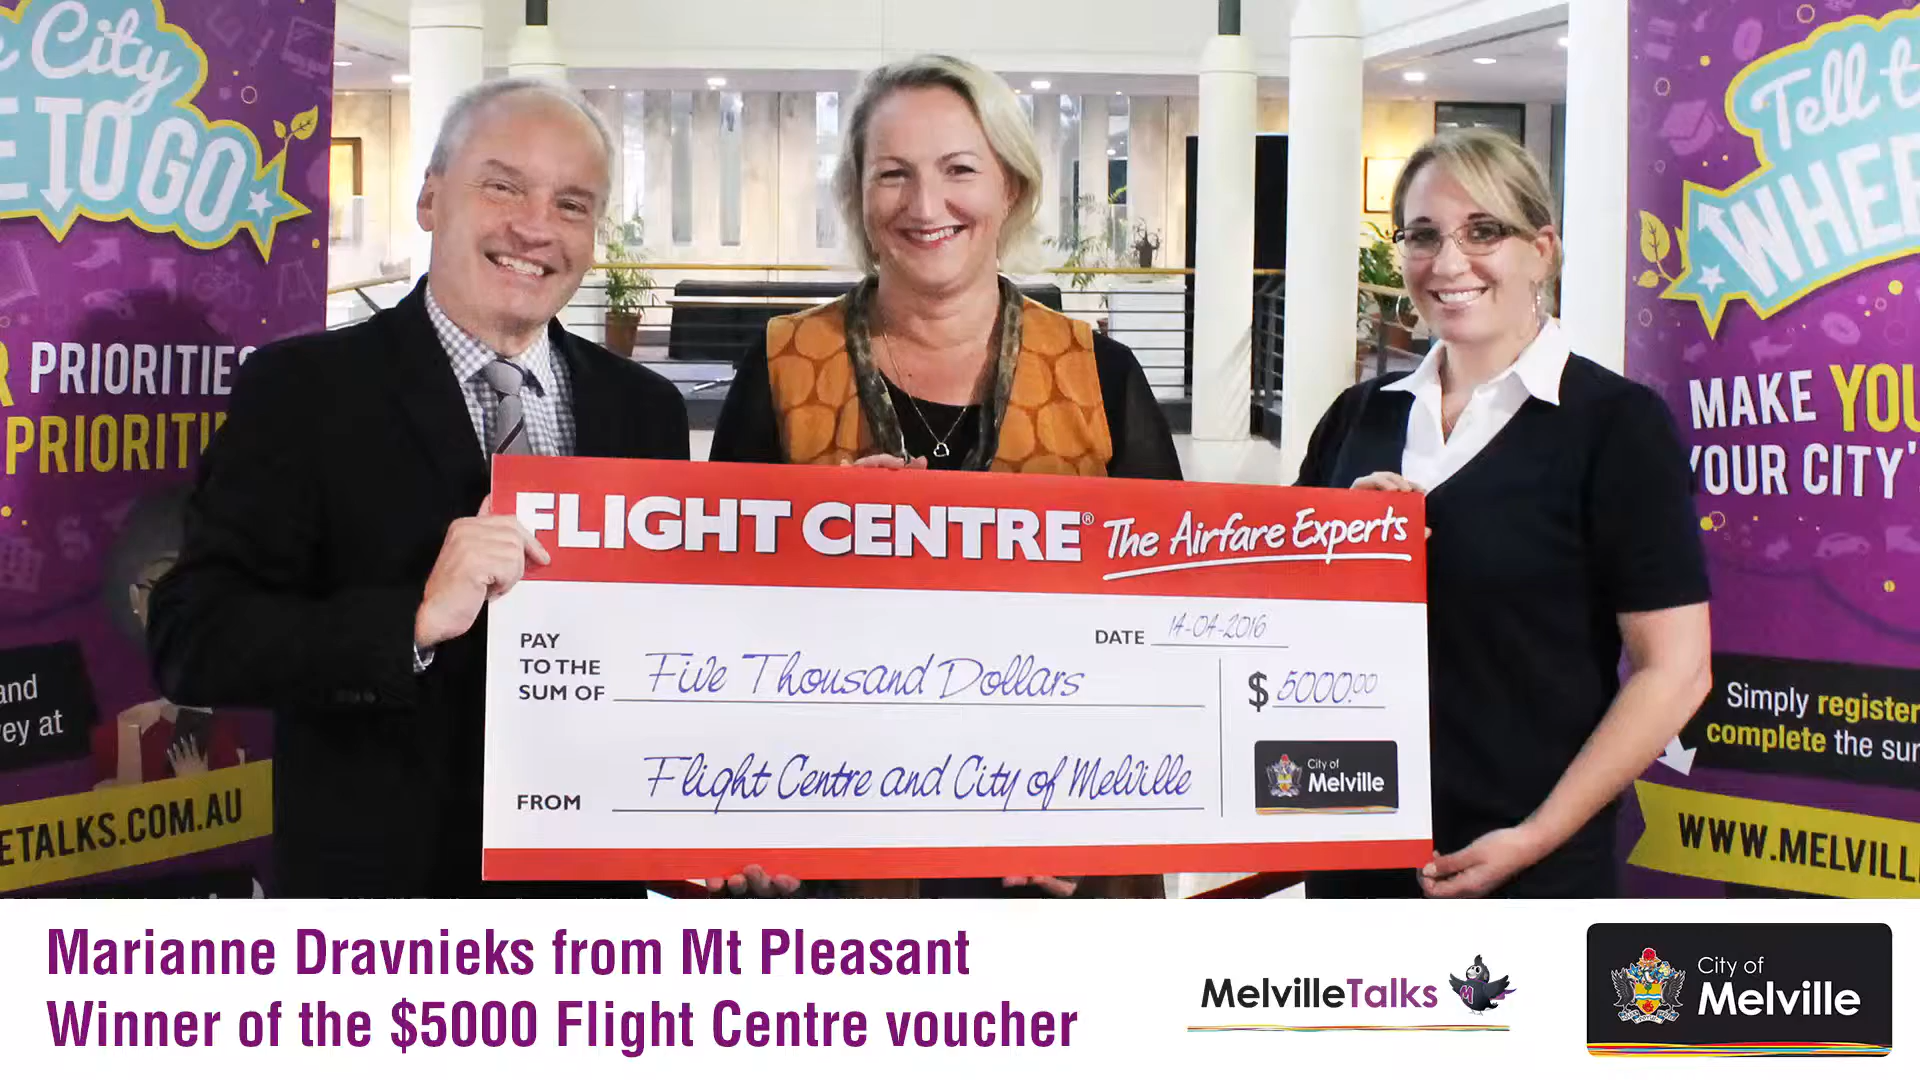 City
TO GO
PRIORITIE
PRIORITI
and
ey at
ETALKS.COM.AU
Tell t
WHE
MAKE YOU
YOUR CITY'
Simply register
complete the sur
WWW.MELVILL
FLIGHT CENTRE® The Airfare Experts
DATE 14-04-2016
PAY
TO THE
SUM OF Five Thousand Dollars
$ 5000.00
FROM Flight Centre and City of Melville
City of
Melville
Marianne Dravnieks from Mt Pleasant
Winner of the $5000 Flight Centre voucher
MelvilleTalks
M
City of
Melville